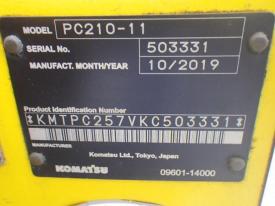 MODEL PC210-11
SERIAL No. 503331
MANUFACT. MONTH/YEAR 10/2019
Product Identification Number
*KMTPC257VKC503331*
MANUFACTURER
Komatsu Ltd., Tokyo, Japan
KOMATSU
09601-14000